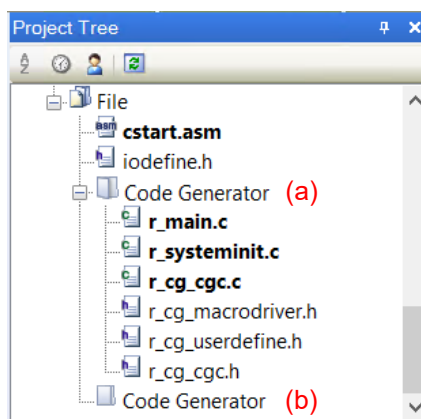 Project Tree
File
cstart.asm
iodefine.h
Code Generator (a)
r_main.c
r_systeminit.c
r_cg_cgc.c
r_cg_macrodriver.h
r_cg_userdefine.h
r_cg_cgc.h
Code Generator (b)